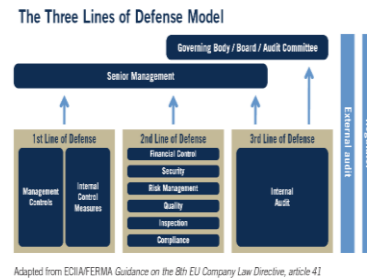 The Three Lines of Defense Model
Governing Body / Board / Audit Committee
Senior Management
1st Line of Defense
Management
Controls
Internal
Control
Measures
2nd Line of Defense
Financial Control
Security
Risk Management
Quality
Inspection
Compliance
3rd Line of Defense
Internal
Audit
External audit
Adapted from ECIIA/FERMA Guidance on the 8th EU Company Law Directive, article 41